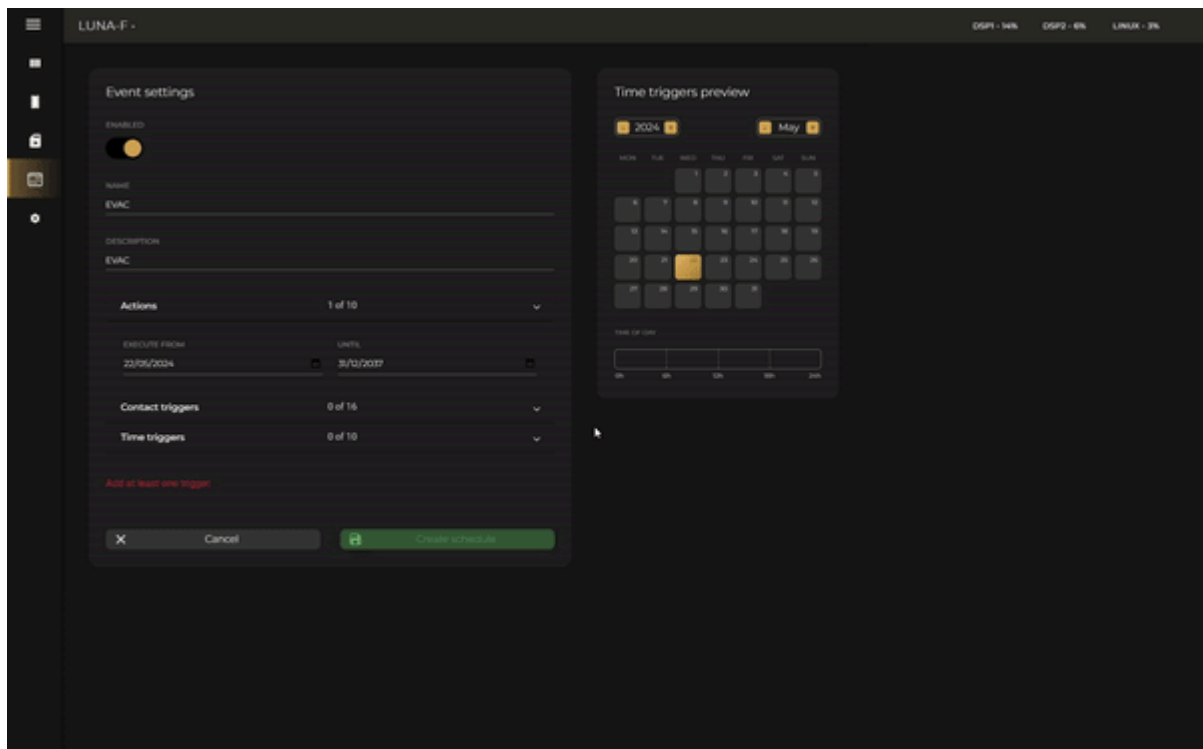 LUNA-F -
DSP1 - 14% DSP2 - 6% LINUX - 3%
Event settings
ENABLED
NAME
EVAC
DESCRIPTION
EVAC
Actions 1 of 10
EXECUTE FROM UNTIL
22/05/2024 31/12/2037
Contact triggers 0 of 16
Time triggers 0 of 10
Add at least one trigger
Cancel Create schedule
Time triggers preview
2024 May
MON TUE WED THU FRI SAT SUN
1 2 3 4 5
6 7 8 9 10 11 12
13 14 15 16 17 18 19
20 21 22 23 24 25 26
27 28 29 30 31
TIME OF DAY
0h 6h 12h 18h 24h